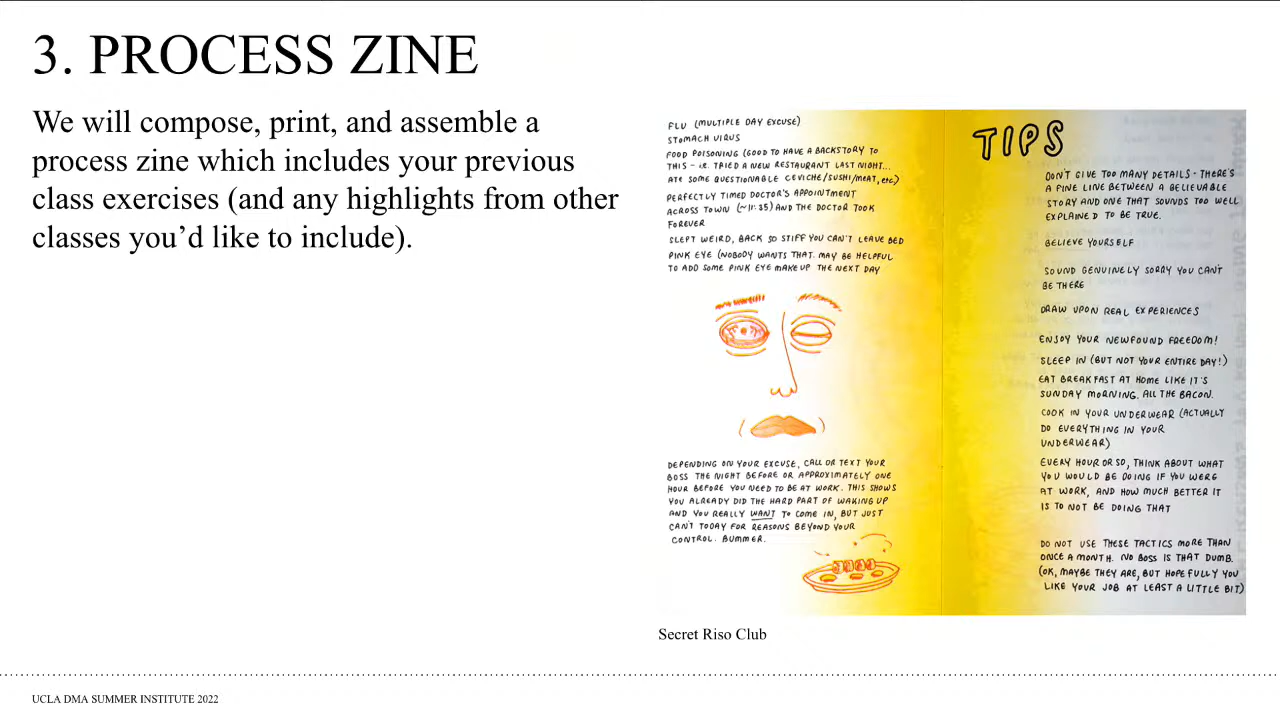 3. PROCESS ZINE
We will compose, print, and assemble a
process zine which includes your previous
class exercises (and any highlights from other
classes you’d like to include).
FLU (MULTIPLE DAY EXCUSE)
STOMACH VIRUS
FOOD POISONING (GOOD TO HAVE A BACKSTORY TO
THIS - i.e. TRIED A NEW RESTAURANT LAST NIGHT...
ATE SOME QUESTIONABLE CEVICHE/SUSHI/MEAT, etc.)
PERFECTLY TIMED DOCTOR'S APPOINTMENT
ACROSS TOWN (~11:35) AND THE DOCTOR TOOK
FOREVER
SLEPT WEIRD, BACK SO STIFF YOU CAN'T LEAVE BED
PINK EYE (NOBODY WANTS THAT. MAY BE HELPFUL
TO ADD SOME PINK EYE MAKEUP THE NEXT DAY
DEPENDING ON YOUR EXCUSE, CALL OR TEXT YOUR
BOSS THE NIGHT BEFORE OR APPROXIMATELY ONE
HOUR BEFORE YOU NEED TO BE AT WORK. THIS SHOWS
YOU ALREADY DID THE HARD PART OF WAKING UP
AND YOU REALLY WANT TO COME IN, BUT JUST
CAN'T TODAY FOR REASONS BEYOND YOUR
CONTROL. BUMMER.
TIPS
DON'T GIVE TOO MANY DETAILS - THERE'S
A FINE LINE BETWEEN A BELIEVABLE
STORY AND ONE THAT SOUNDS TOO WELL
EXPLAINED TO BE TRUE.
BELIEVE YOURSELF
SOUND GENUINELY SORRY YOU CAN'T
BE THERE
DRAW UPON REAL EXPERIENCES
ENJOY YOUR NEWFOUND FREEDOM!
SLEEP IN (BUT NOT YOUR ENTIRE DAY!)
EAT BREAKFAST AT HOME LIKE IT'S
SUNDAY MORNING. ALL THE BACON.
COOK IN YOUR UNDERWEAR (ACTUALLY
DO EVERYTHING IN YOUR
UNDERWEAR)
EVERY HOUR OR SO, THINK ABOUT WHAT
YOU WOULD BE DOING IF YOU WERE
AT WORK, AND HOW MUCH BETTER IT
IS TO NOT BE DOING THAT
DO NOT USE THESE TACTICS MORE THAN
ONCE A MONTH. NO BOSS IS THAT DUMB.
(OK, MAYBE THEY ARE, BUT HOPEFULLY YOU
LIKE YOUR JOB AT LEAST A LITTLE BIT)
Secret Riso Club
UCLA DMA SUMMER INSTITUTE 2022